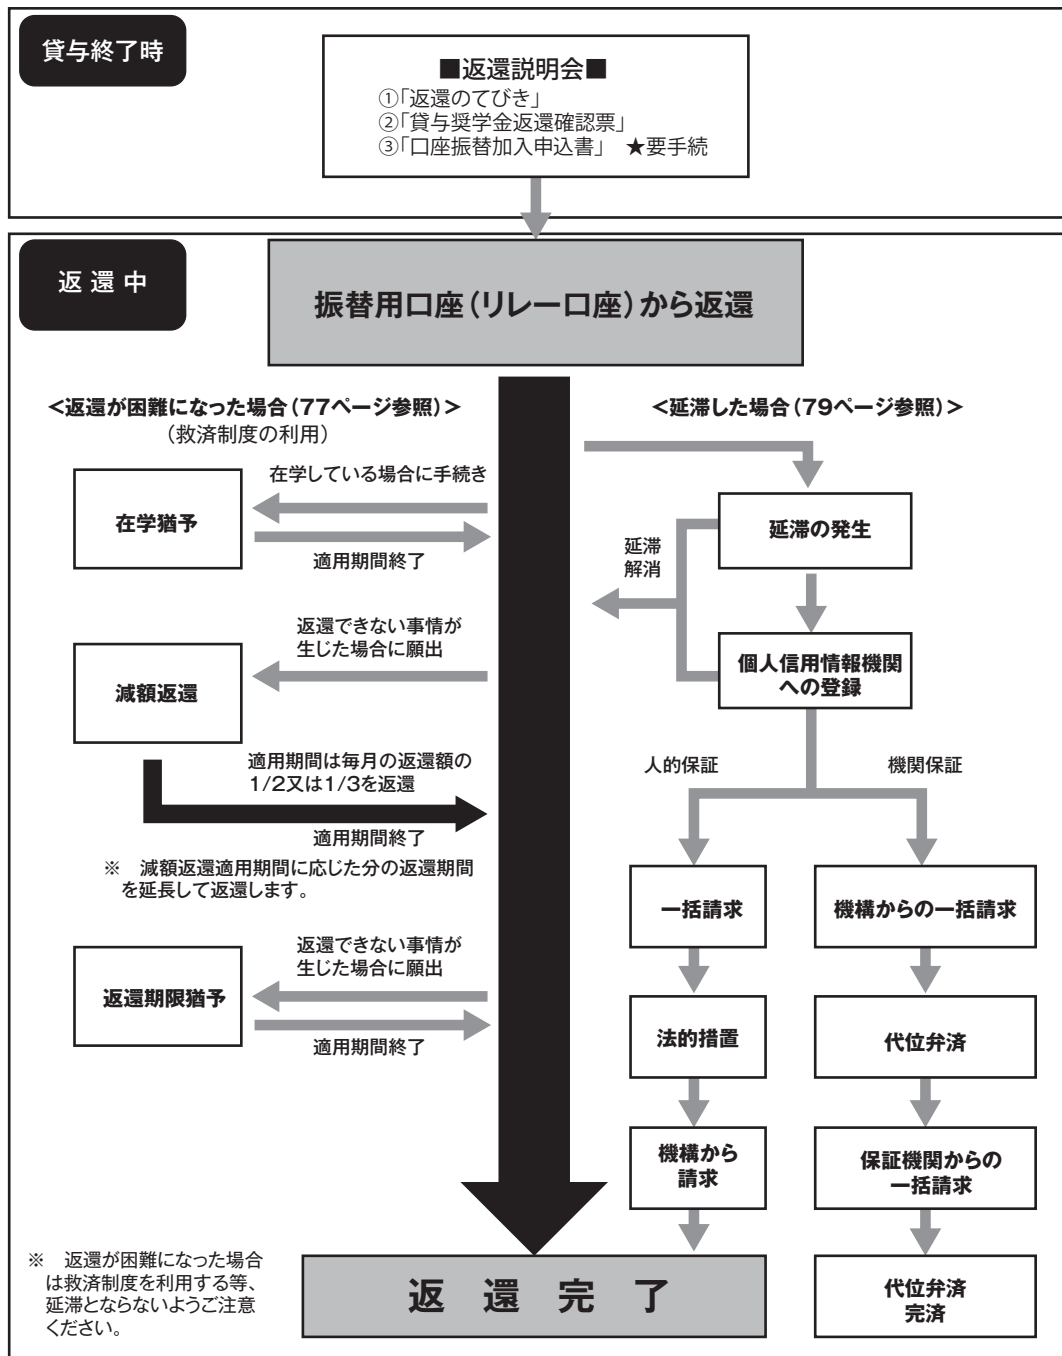 貸与終了時
■返還説明会■
①「返還のてびき」
②「貸与奨学金返還確認票」
③「口座振替加入申込書」 ★要手続
返還中
振替用口座(リレー口座)から返還
<返還が困難になった場合(77ページ参照)>
(救済制度の利用)
在学している場合に手続き
在学猶予
適用期間終了
返還できない事情が
生じた場合に願出
減額返還
適用期間は毎月の返還額の
1/2又は1/3を返還
適用期間終了
※ 減額返還適用期間に応じた分の返還期間
を延長して返還します。
返還できない事情が
生じた場合に願出
返還期限猶予
適用期間終了
<延滞した場合(79ページ参照)>
延滞の発生
延滞
解消
個人信用情報機関
への登録
人的保証
機関保証
一括請求
機構からの一括請求
法的措置
代位弁済
機構から
請求
保証機関からの
一括請求
※ 返還が困難になった場合
は救済制度を利用する等、
延滞とならないようご注意
ください。
返還完了
代位弁済
完済